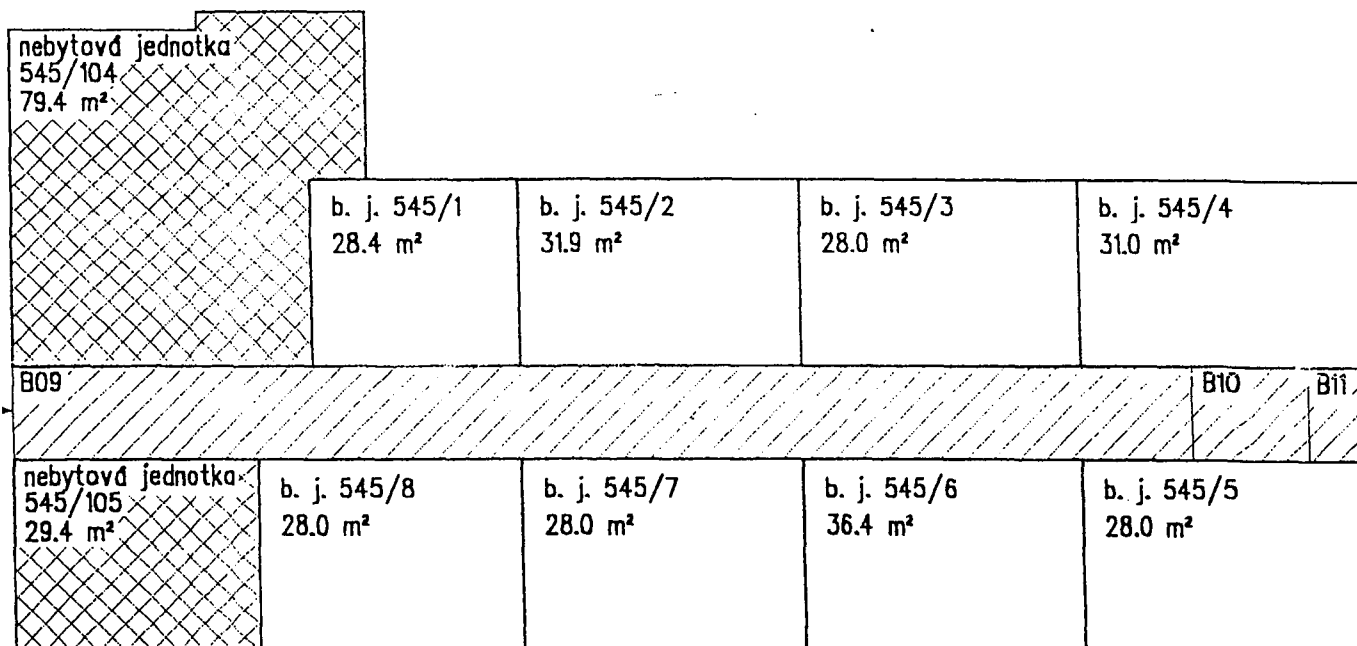 nebytová jednotka
545/104
79.4 m²
b. j. 545/1
28.4 m²
b. j. 545/2
31.9 m²
b. j. 545/3
28.0 m²
b. j. 545/4
31.0 m²
B09
B10
B11
nebytová jednotka
545/105
29.4 m²
b. j. 545/8
28.0 m²
b. j. 545/7
28.0 m²
b. j. 545/6
36.4 m²
b. j. 545/5
28.0 m²